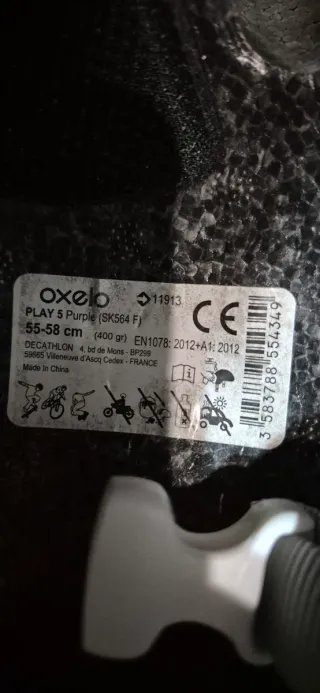 oxelo 11913
PLAY 5 Purple (SK564 F)
55-58 cm (400 gr) EN1078: 2012+A1: 2012
DECATHLON 4, bd de Mons - BP299
59665 Villeneuve d'Ascq Cedex - FRANCE
Made in China
CE
3 583788 554349